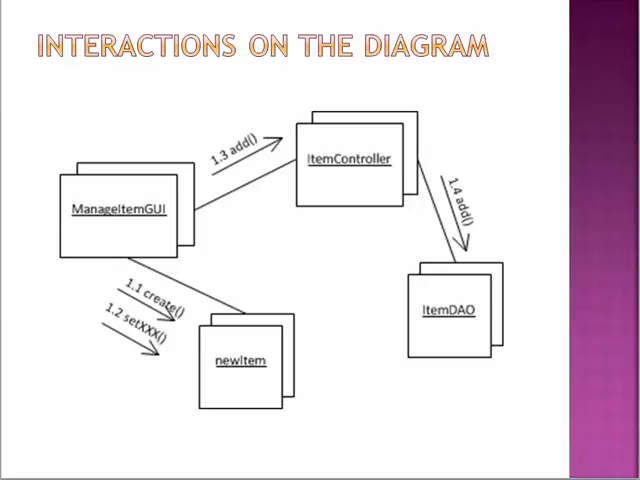 INTERACTIONS ON THE DIAGRAM
1.3 add()
ItemController
ManageItemGUI
1.4 add()
1.1 create()
1.2 setXXX()
ItemDAO
newItem